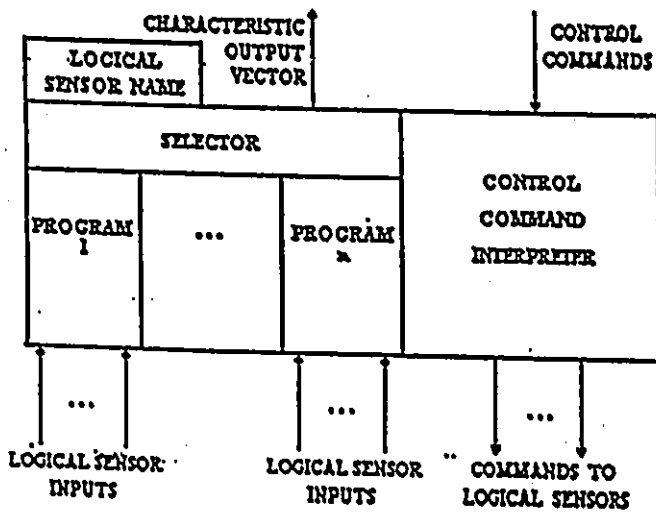 CHARACTERISTIC
OUTPUT
VECTOR
CONTROL
COMMANDS
LOGICAL
SENSOR NAME
SELECTOR
PROGRAM
1
...
PROGRAM
n
CONTROL
COMMAND
INTERPRETER
...
...
...
LOGICAL SENSOR
INPUTS
LOGICAL SENSOR
INPUTS
COMMANDS TO
LOGICAL SENSORS